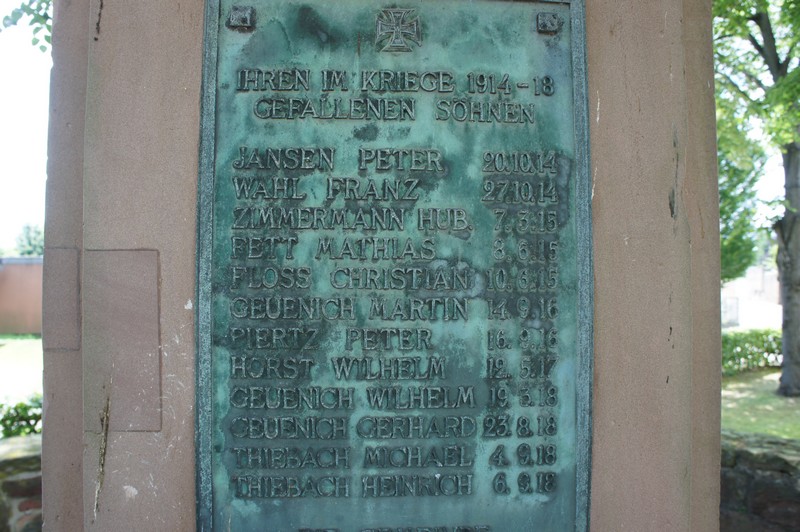 IHREN IM KRIEGE 1914-18
GEFALLENEN SÖHNEN
JANSEN PETER 20.10.14
WAHL FRANZ 27.10.14
ZIMMERMANN HUB. 7.3.15
FETT MATHIAS 8.6.15
FLOSS CHRISTIAN 10.6.15
GEUENICH MARTIN 14.9.16
PIERTZ PETER 16.9.16
HORST WILHELM 12.5.17
GEUENICH WILHELM 19.5.18
GEUENICH GERHARD 23.8.18
THIEBACH MICHAEL 4.9.18
THIEBACH HEINRICH 6.9.18